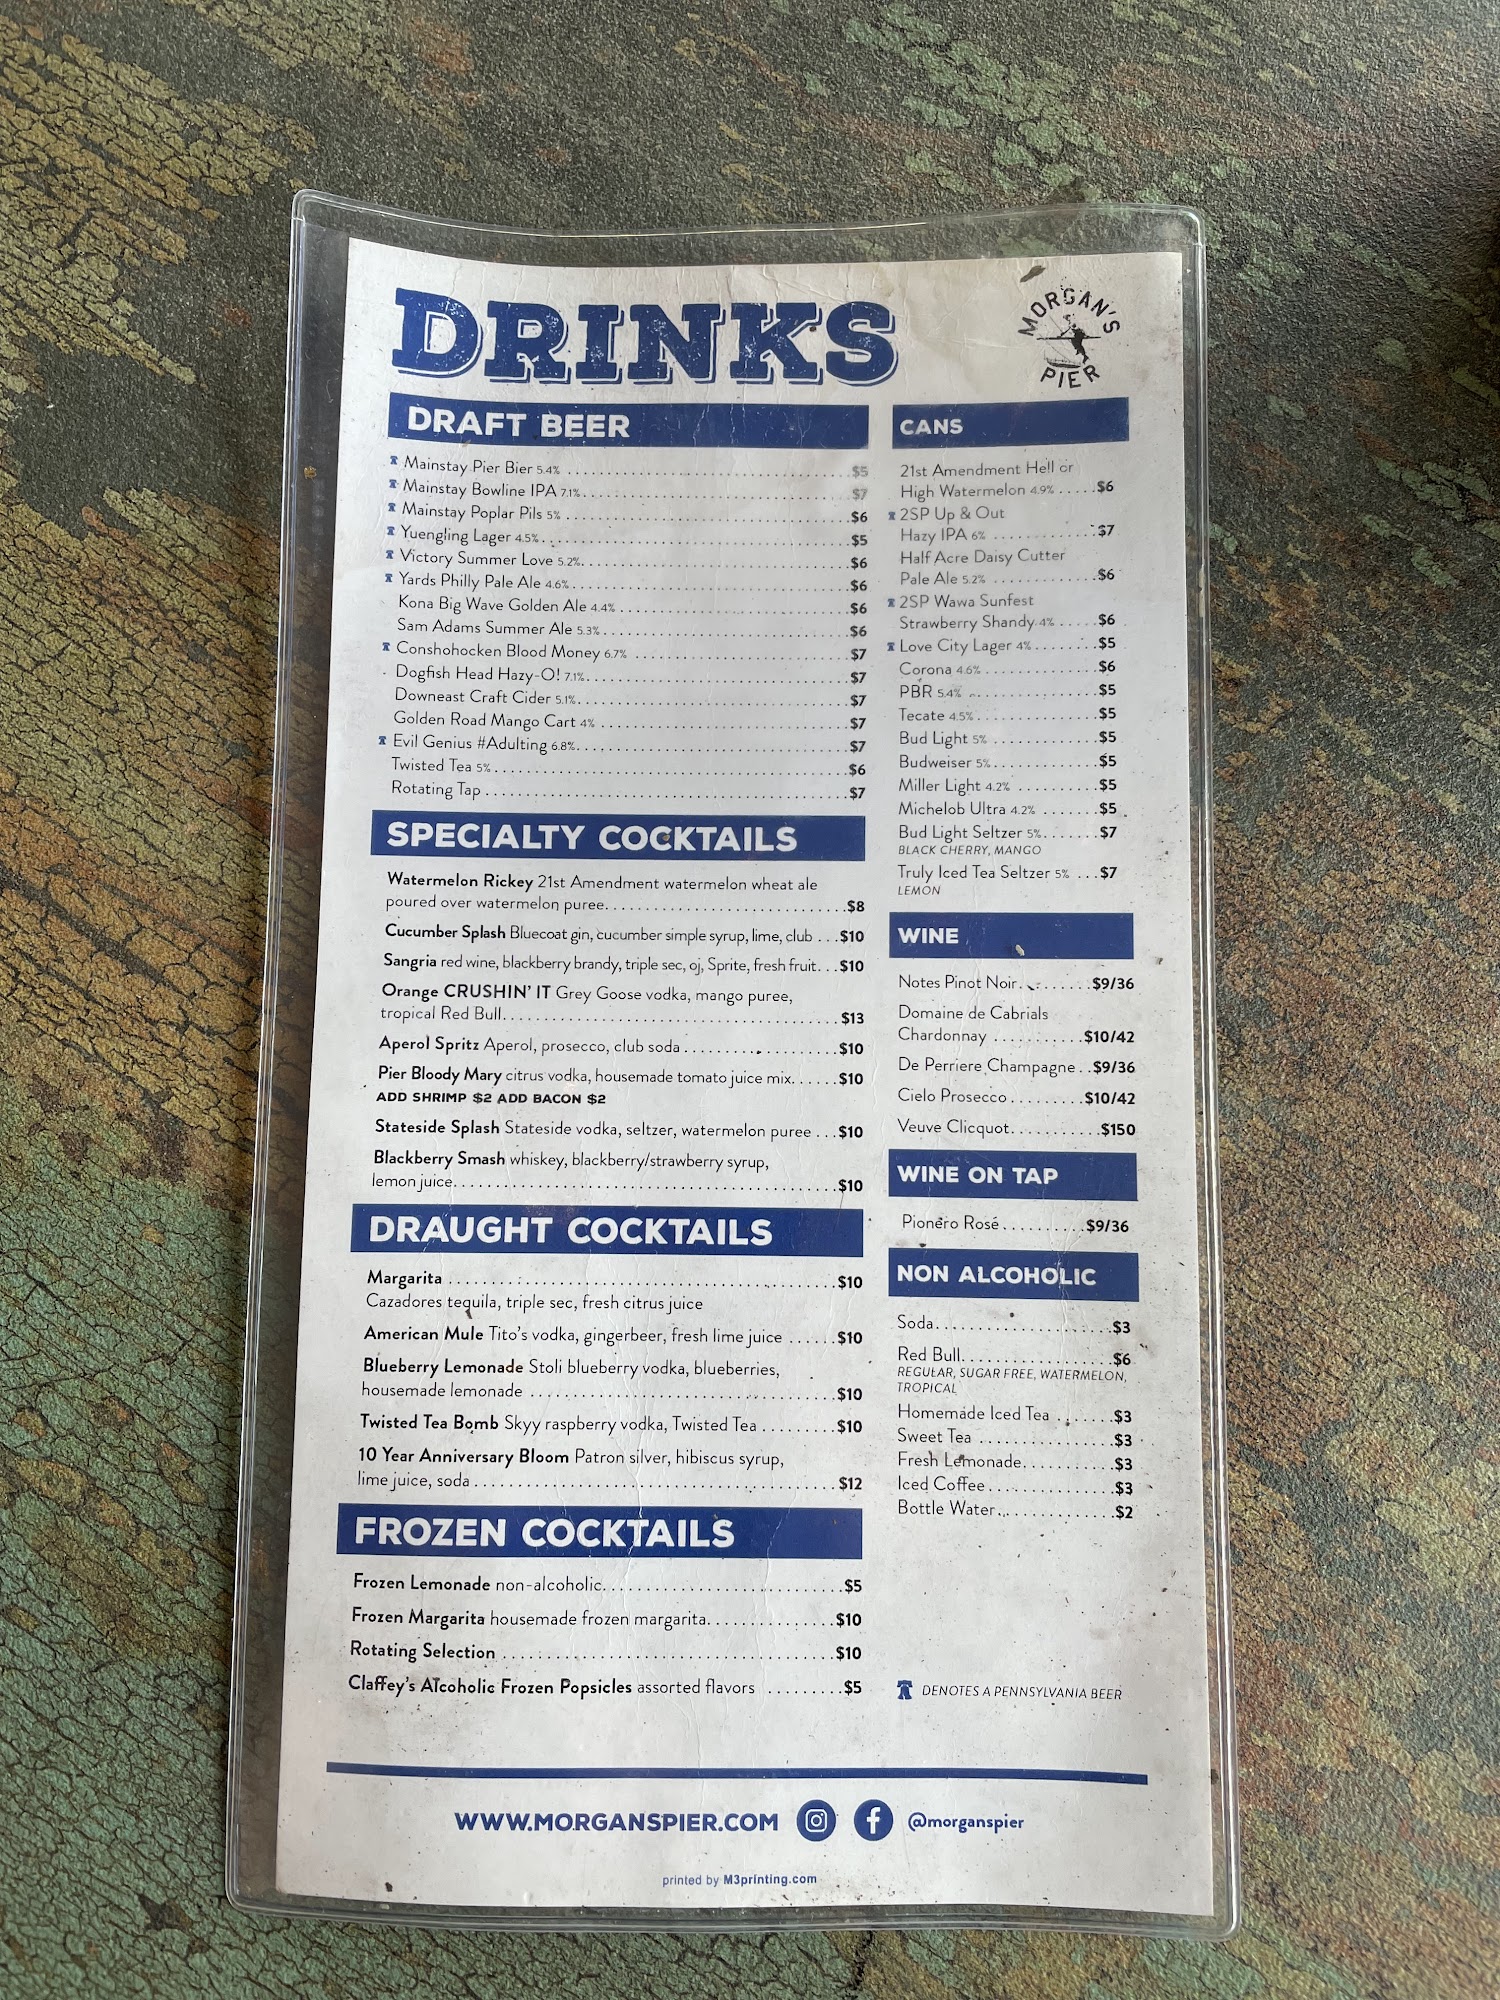 DRINKS
MORGAN'S
PIER
DRAFT BEER
Mainstay Pier Bier 5.4% $5
Mainstay Bowline IPA 7.1% $7
Mainstay Poplar Pils 5% $6
Yuengling Lager 4.5% $5
Victory Summer Love 5.2% $6
Yards Philly Pale Ale 4.6% $6
Kona Big Wave Golden Ale 4.4% $6
Sam Adams Summer Ale 5.3% $6
Conshohocken Blood Money 6.7% $7
Dogfish Head Hazy-O! 7.1% $7
Downeast Craft Cider 5.1% $7
Golden Road Mango Cart 4% $7
Evil Genius #Adulting 6.8% $7
Twisted Tea 5% $6
Rotating Tap $7
SPECIALTY COCKTAILS
Watermelon Rickey 21st Amendment watermelon wheat ale
poured over watermelon puree $8
Cucumber Splash Bluecoat gin, cucumber simple syrup, lime, club $10
Sangria red wine, blackberry brandy, triple sec, oj, Sprite, fresh fruit $10
Orange CRUSHIN' IT Grey Goose vodka, mango puree,
tropical Red Bull $13
Aperol Spritz Aperol, prosecco, club soda $10
Pier Bloody Mary citrus vodka, housemade tomato juice mix $10
ADD SHRIMP $2 ADD BACON $2
Stateside Splash Stateside vodka, seltzer, watermelon puree $10
Blackberry Smash whiskey, blackberry/strawberry syrup,
lemon juice $10
DRAUGHT COCKTAILS
Margarita $10
Cazadores tequila, triple sec, fresh citrus juice
American Mule Tito's vodka, gingerbeer, fresh lime juice $10
Blueberry Lemonade Stoli blueberry vodka, blueberries,
housemade lemonade $10
Twisted Tea Bomb Skyy raspberry vodka, Twisted Tea $10
10 Year Anniversary Bloom Patron silver, hibiscus syrup,
lime juice, soda $12
FROZEN COCKTAILS
Frozen Lemonade non-alcoholic $5
Frozen Margarita housemade frozen margarita $10
Rotating Selection $10
Claffey's Alcoholic Frozen Popsicles assorted flavors $5
CANS
21st Amendment Hell or
High Watermelon 4.9% $6
2SP Up & Out
Hazy IPA 6% $7
Half Acre Daisy Cutter
Pale Ale 5.2% $6
2SP Wawa Sunfest
Strawberry Shandy 4% $6
Love City Lager 4% $5
Corona 4.6% $6
PBR 5.4% $5
Tecate 4.5% $5
Bud Light 5% $5
Budweiser 5% $5
Miller Light 4.2% $5
Michelob Ultra 4.2% $5
Bud Light Seltzer 5% $7
BLACK CHERRY, MANGO
Truly Iced Tea Seltzer 5% $7
LEMON
WINE
Notes Pinot Noir $9/36
Domaine de Cabrials
Chardonnay $10/42
De Perriere Champagne $9/36
Cielo Prosecco $10/42
Veuve Clicquot $150
WINE ON TAP
Pionero Rosé $9/36
NON ALCOHOLIC
Soda $3
Red Bull $6
REGULAR, SUGAR FREE, WATERMELON,
TROPICAL
Homemade Iced Tea $3
Sweet Tea $3
Fresh Lemonade $3
Iced Coffee $3
Bottle Water $2
DENOTES A PENNSYLVANIA BEER
WWW.MORGANSPIER.COM @morganspier
printed by M3printing.com